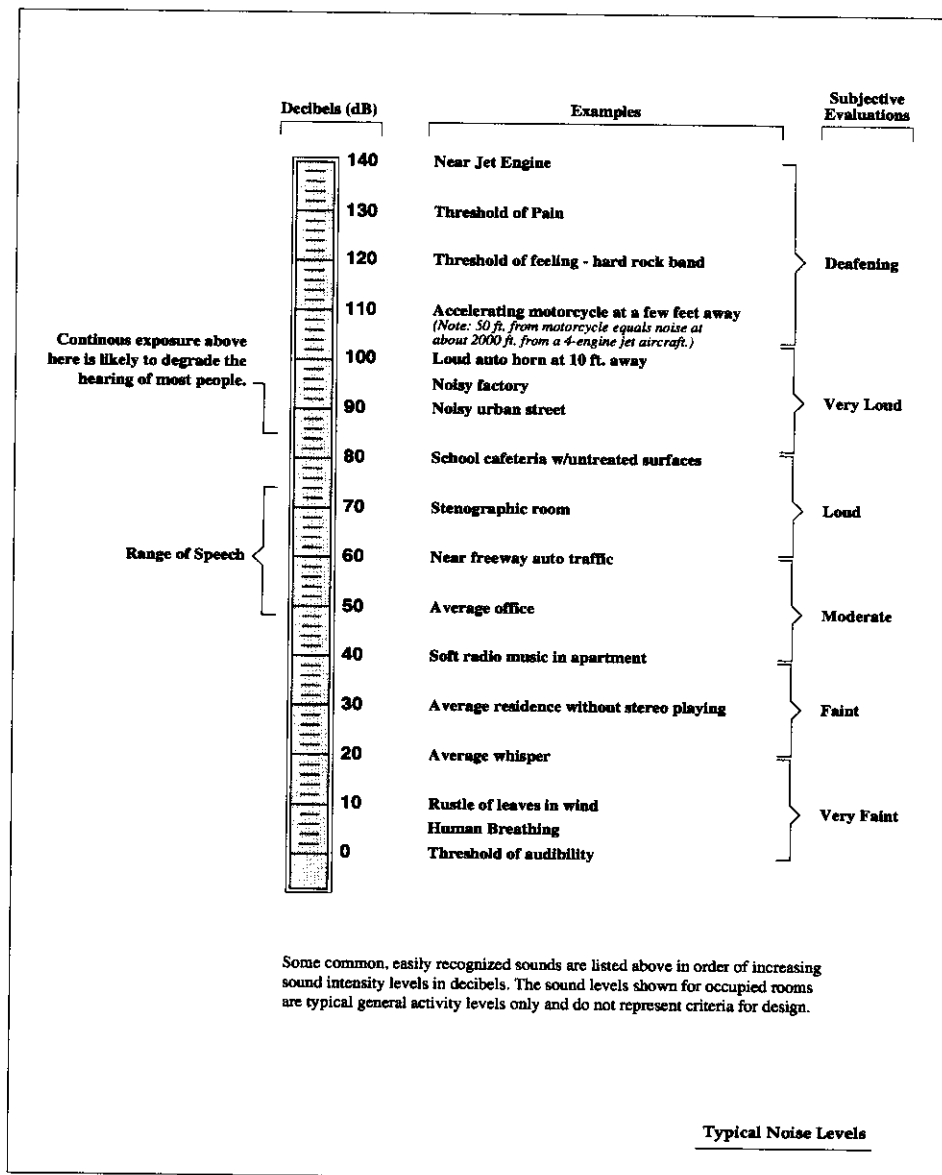 Decibels (dB)
Examples
Subjective
Evaluations
140
Near Jet Engine
130
Threshold of Pain
120
Threshold of feeling - hard rock band
Deafening
110
Accelerating motorcycle at a few feet away
(Note: 50 ft. from motorcycle equals noise at
about 2000 ft. from a 4-engine jet aircraft.)
Continous exposure above
here is likely to degrade the
hearing of most people.
100
Loud auto horn at 10 ft. away
Noisy factory
90
Noisy urban street
Very Loud
80
School cafeteria w/untreated surfaces
70
Stenographic room
Loud
Range of Speech
60
Near freeway auto traffic
50
Average office
Moderate
40
Soft radio music in apartment
30
Average residence without stereo playing
Faint
20
Average whisper
10
Rustle of leaves in wind
Very Faint
Human Breathing
0
Threshold of audibility
Some common, easily recognized sounds are listed above in order of increasing
sound intensity levels in decibels. The sound levels shown for occupied rooms
are typical general activity levels only and do not represent criteria for design.
Typical Noise Levels